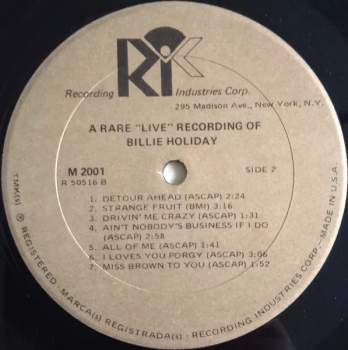 RIC
Recording Industries Corp.
295 Madison Ave., New York, N.Y.
A RARE "LIVE" RECORDING OF
BILLIE HOLIDAY
M 2001
SIDE 2
R 50516 B
1. DETOUR AHEAD (ASCAP) 2:24
2. STRANGE FRUIT (BMI) 3:16
3. DRIVIN' ME CRAZY (ASCAP) 1:31
4. AIN'T NOBODY'S BUSINESS IF I DO
(ASCAP) 2:58
5. ALL OF ME (ASCAP) 1:41
6. I LOVES YOU PORGY (ASCAP) 3:06
7. MISS BROWN TO YOU (ASCAP) 1:52
TMK(s) ® REGISTERED · MARCA(s) REGISTRADA(s) · RECORDING INDUSTRIES CORP. · MADE IN U.S.A.